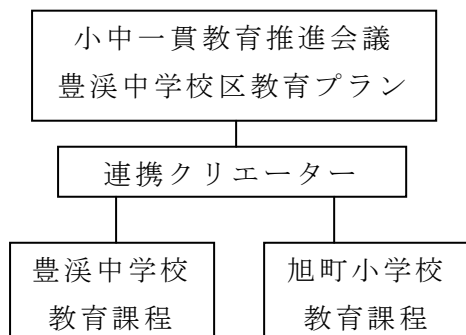 小中一貫教育推進会議
豊渓中学校区教育プラン
連携クリエーター
豊渓中学校
教育課程
旭町小学校
教育課程